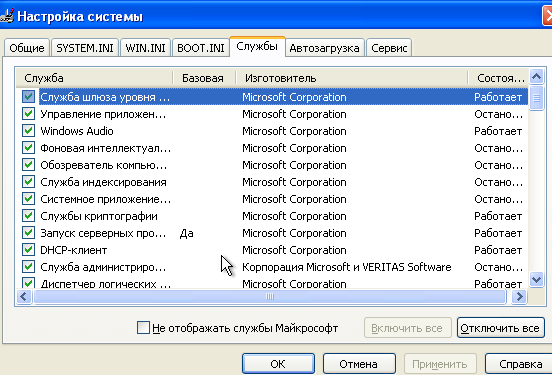 Настройка системы
Общие SYSTEM.INI WIN.INI BOOT.INI Службы Автозагрузка Сервис
Служба Базовая Изготовитель Состоя...
Служба шлюза уровня ... Microsoft Corporation Работает
Управление приложен... Microsoft Corporation Остано...
Windows Audio Microsoft Corporation Работает
Фоновая интеллектуал... Microsoft Corporation Остано...
Обозреватель компью... Microsoft Corporation Остано...
Служба индексирования Microsoft Corporation Остано...
Системное приложение... Microsoft Corporation Остано...
Службы криптографии Microsoft Corporation Работает
Запуск серверных про... Да Microsoft Corporation Работает
DHCP-клиент Microsoft Corporation Работает
Служба администриро... Корпорация Microsoft и VERITAS Software Остано...
Диспетчер логических ... Microsoft Corporation Работает
Не отображать службы Майкрософт Включить все Отключить все
ОК Отмена Применить Справка